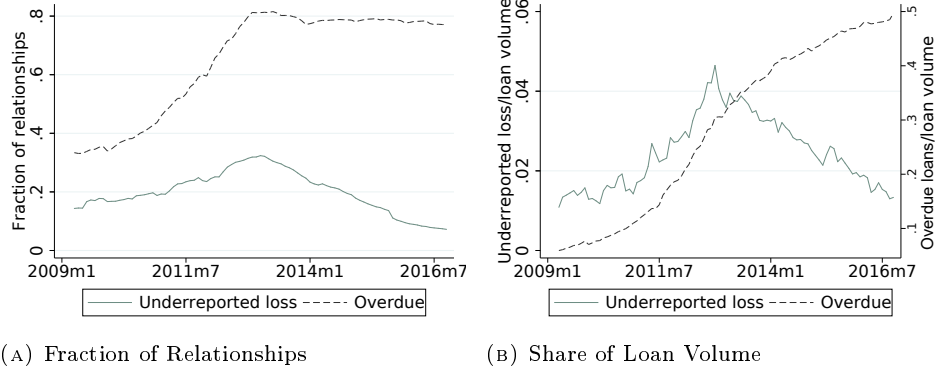 Fraction of relationships
.8
.6
.4
.2
0
2009m1 2011m7 2014m1 2016m7
Underreported loss Overdue
(A) Fraction of Relationships
Underreported loss/loan volume
.06
.04
.02
0
Overdue loans/loan volume
.5
.4
.3
.2
.1
2009m1 2011m7 2014m1 2016m7
Underreported loss Overdue
(B) Share of Loan Volume